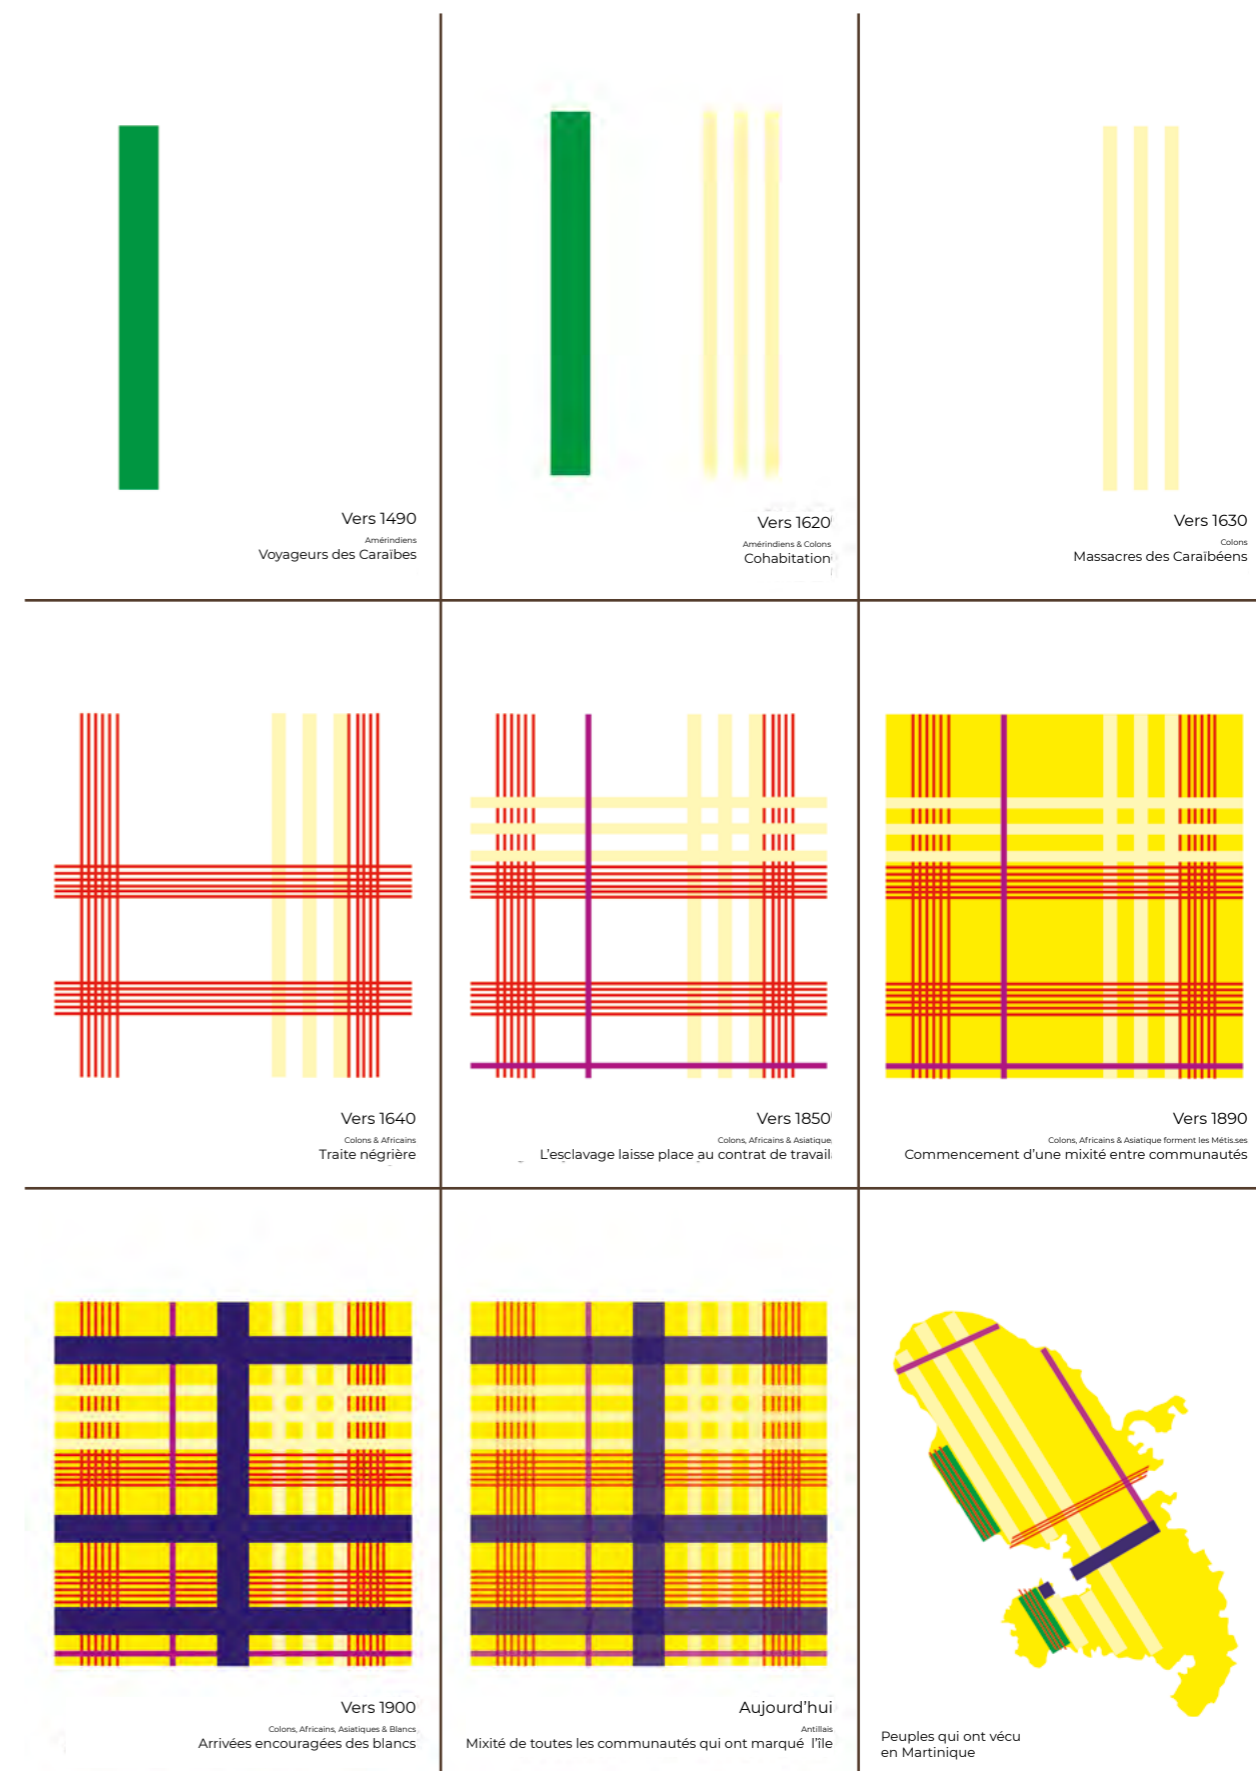 Vers 1490
Amérindiens
Voyageurs des Caraïbes
Vers 1620
Amérindiens & Colons
Cohabitation
Vers 1630
Colons
Massacres des Caraïbéens
Vers 1640
Colons & Africains
Traite négrière
Vers 1850
Colons, Africains & Asiatique
L'esclavage laisse place au contrat de travail
Vers 1890
Colons, Africains & Asiatique forment les Métis.ses
Commencement d'une mixité entre communautés
Vers 1900
Colons, Africains, Asiatiques & Blancs
Arrivées encouragées des blancs
Aujourd'hui
Antillais
Mixité de toutes les communautés qui ont marqué l'île
Peuples qui ont vécu
en Martinique